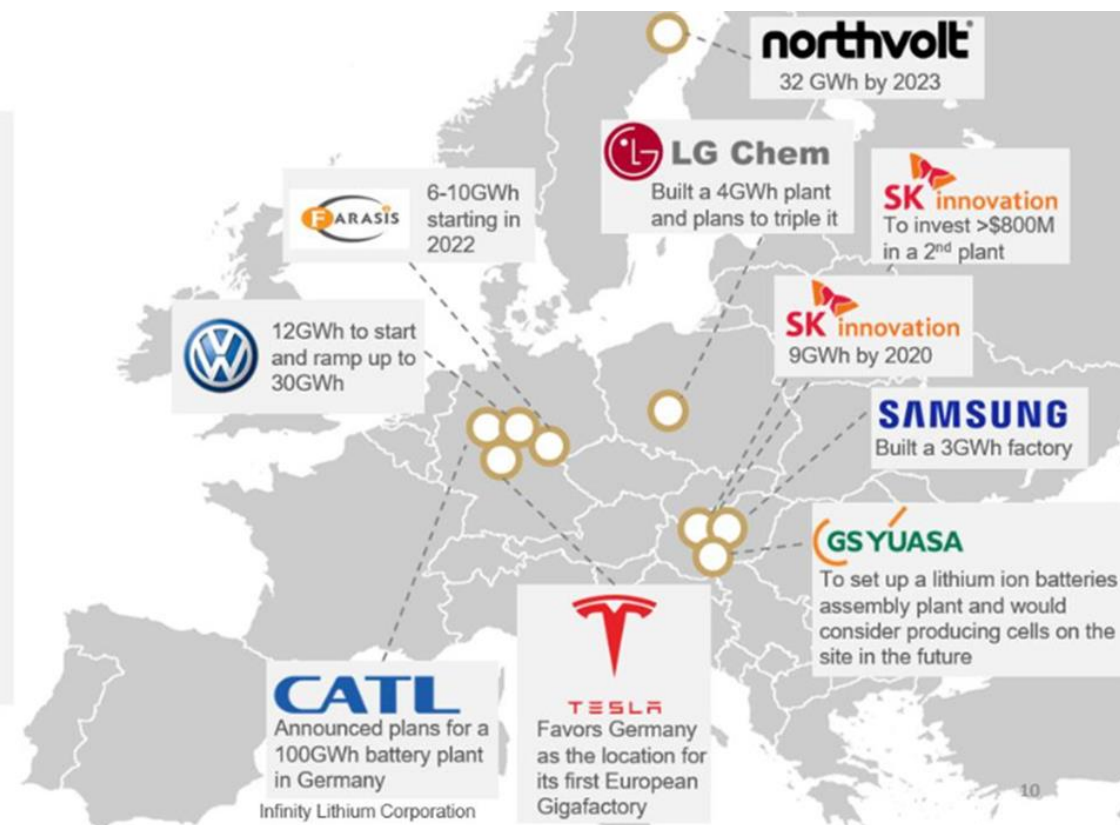 northvolt
32 GWh by 2023
LG Chem
Built a 4GWh plant
and plans to triple it
SK innovation
To invest >$800M
in a 2nd plant
FARASIS
6-10GWh
starting in
2022
SK innovation
9GWh by 2020
12GWh to start
and ramp up to
30GWh
SAMSUNG
Built a 3GWh factory
GS YUASA
To set up a lithium ion batteries
assembly plant and would
consider producing cells on the
site in the future
CATL
Announced plans for a
100GWh battery plant
in Germany
TESLA
Favors Germany
as the location for
its first European
Gigafactory
Infinity Lithium Corporation
10